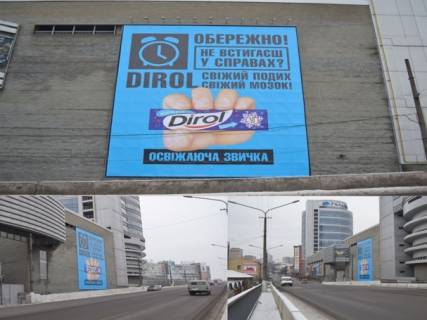 ОБЕРЕЖНО!
НЕ ВСТИГАЄШ
У СПРАВАХ?
DIROL СВІЖИЙ ПОДИХ
СВІЖИЙ МОЗОК!
Dirol
ОСВІЖАЮЧА ЗВИЧКА